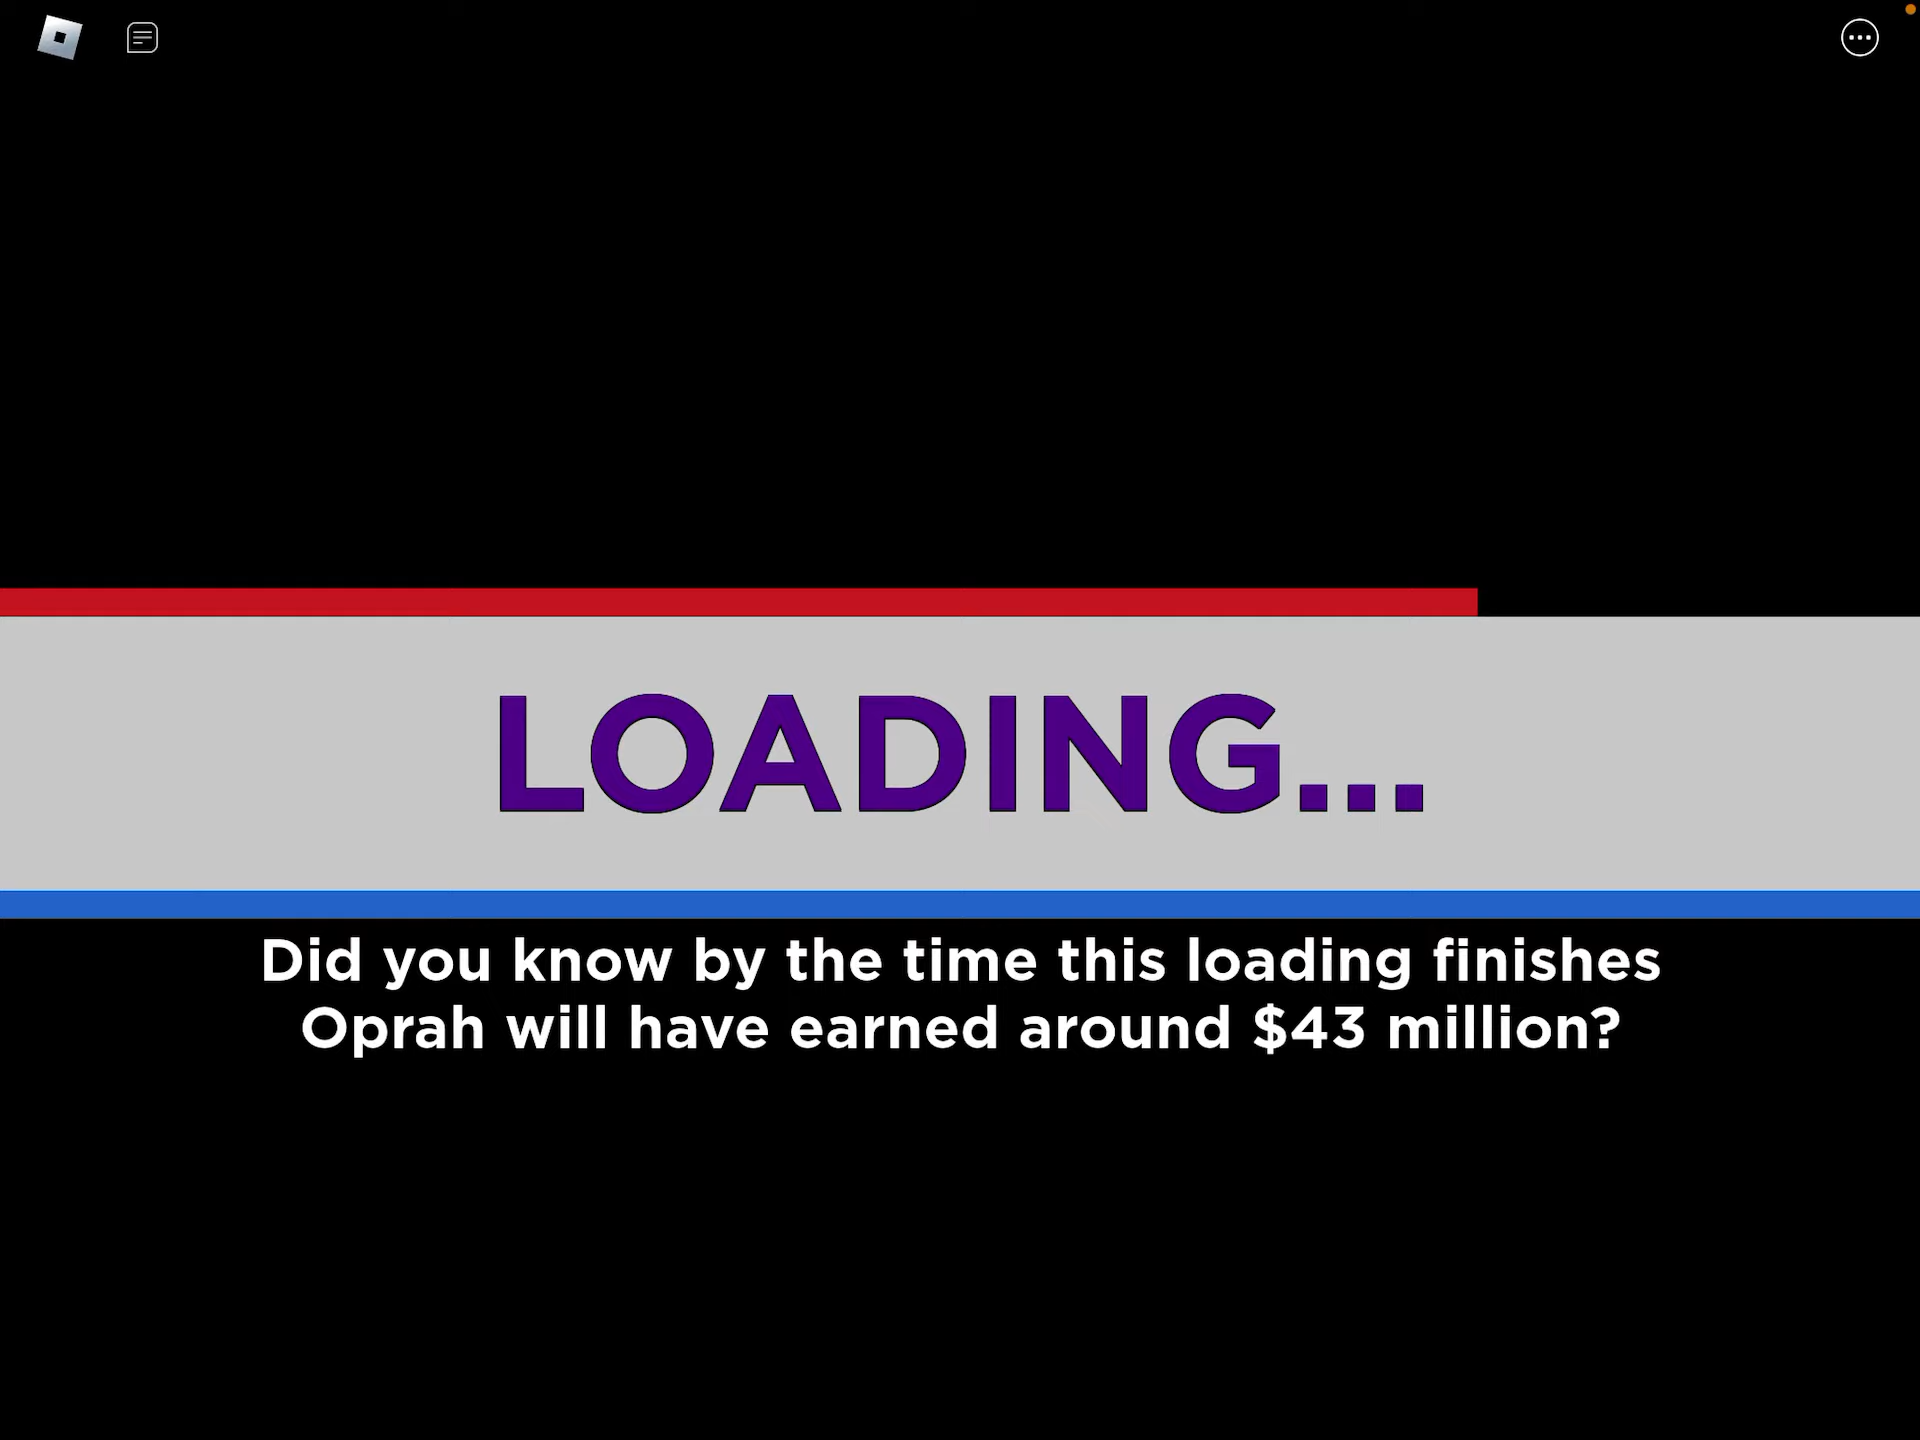 LOADING...
Did you know by the time this loading finishes
Oprah will have earned around $43 million?